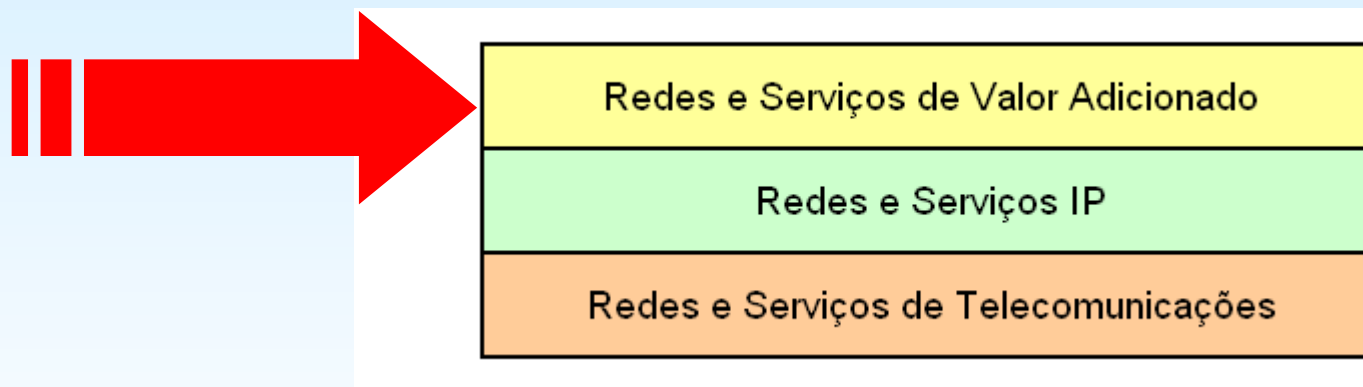 Redes e Serviços de Valor Adicionado
Redes e Serviços IP
Redes e Serviços de Telecomunicações